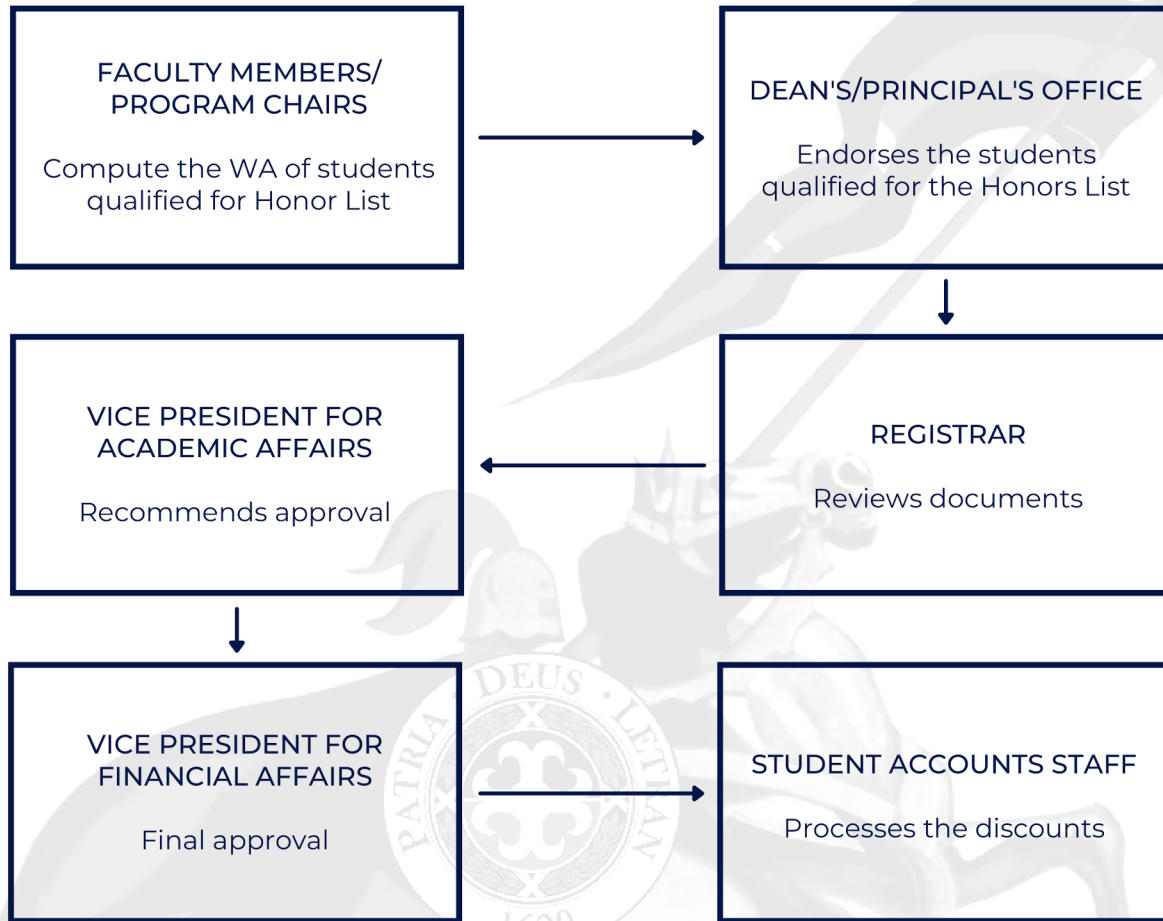 FACULTY MEMBERS/
PROGRAM CHAIRS
Compute the WA of students
qualified for Honor List
DEAN'S/PRINCIPAL'S OFFICE
Endorses the students
qualified for the Honors List
REGISTRAR
Reviews documents
VICE PRESIDENT FOR
ACADEMIC AFFAIRS
Recommends approval
VICE PRESIDENT FOR
FINANCIAL AFFAIRS
Final approval
STUDENT ACCOUNTS STAFF
Processes the discounts
PATRIA · DEUS · LETRAN